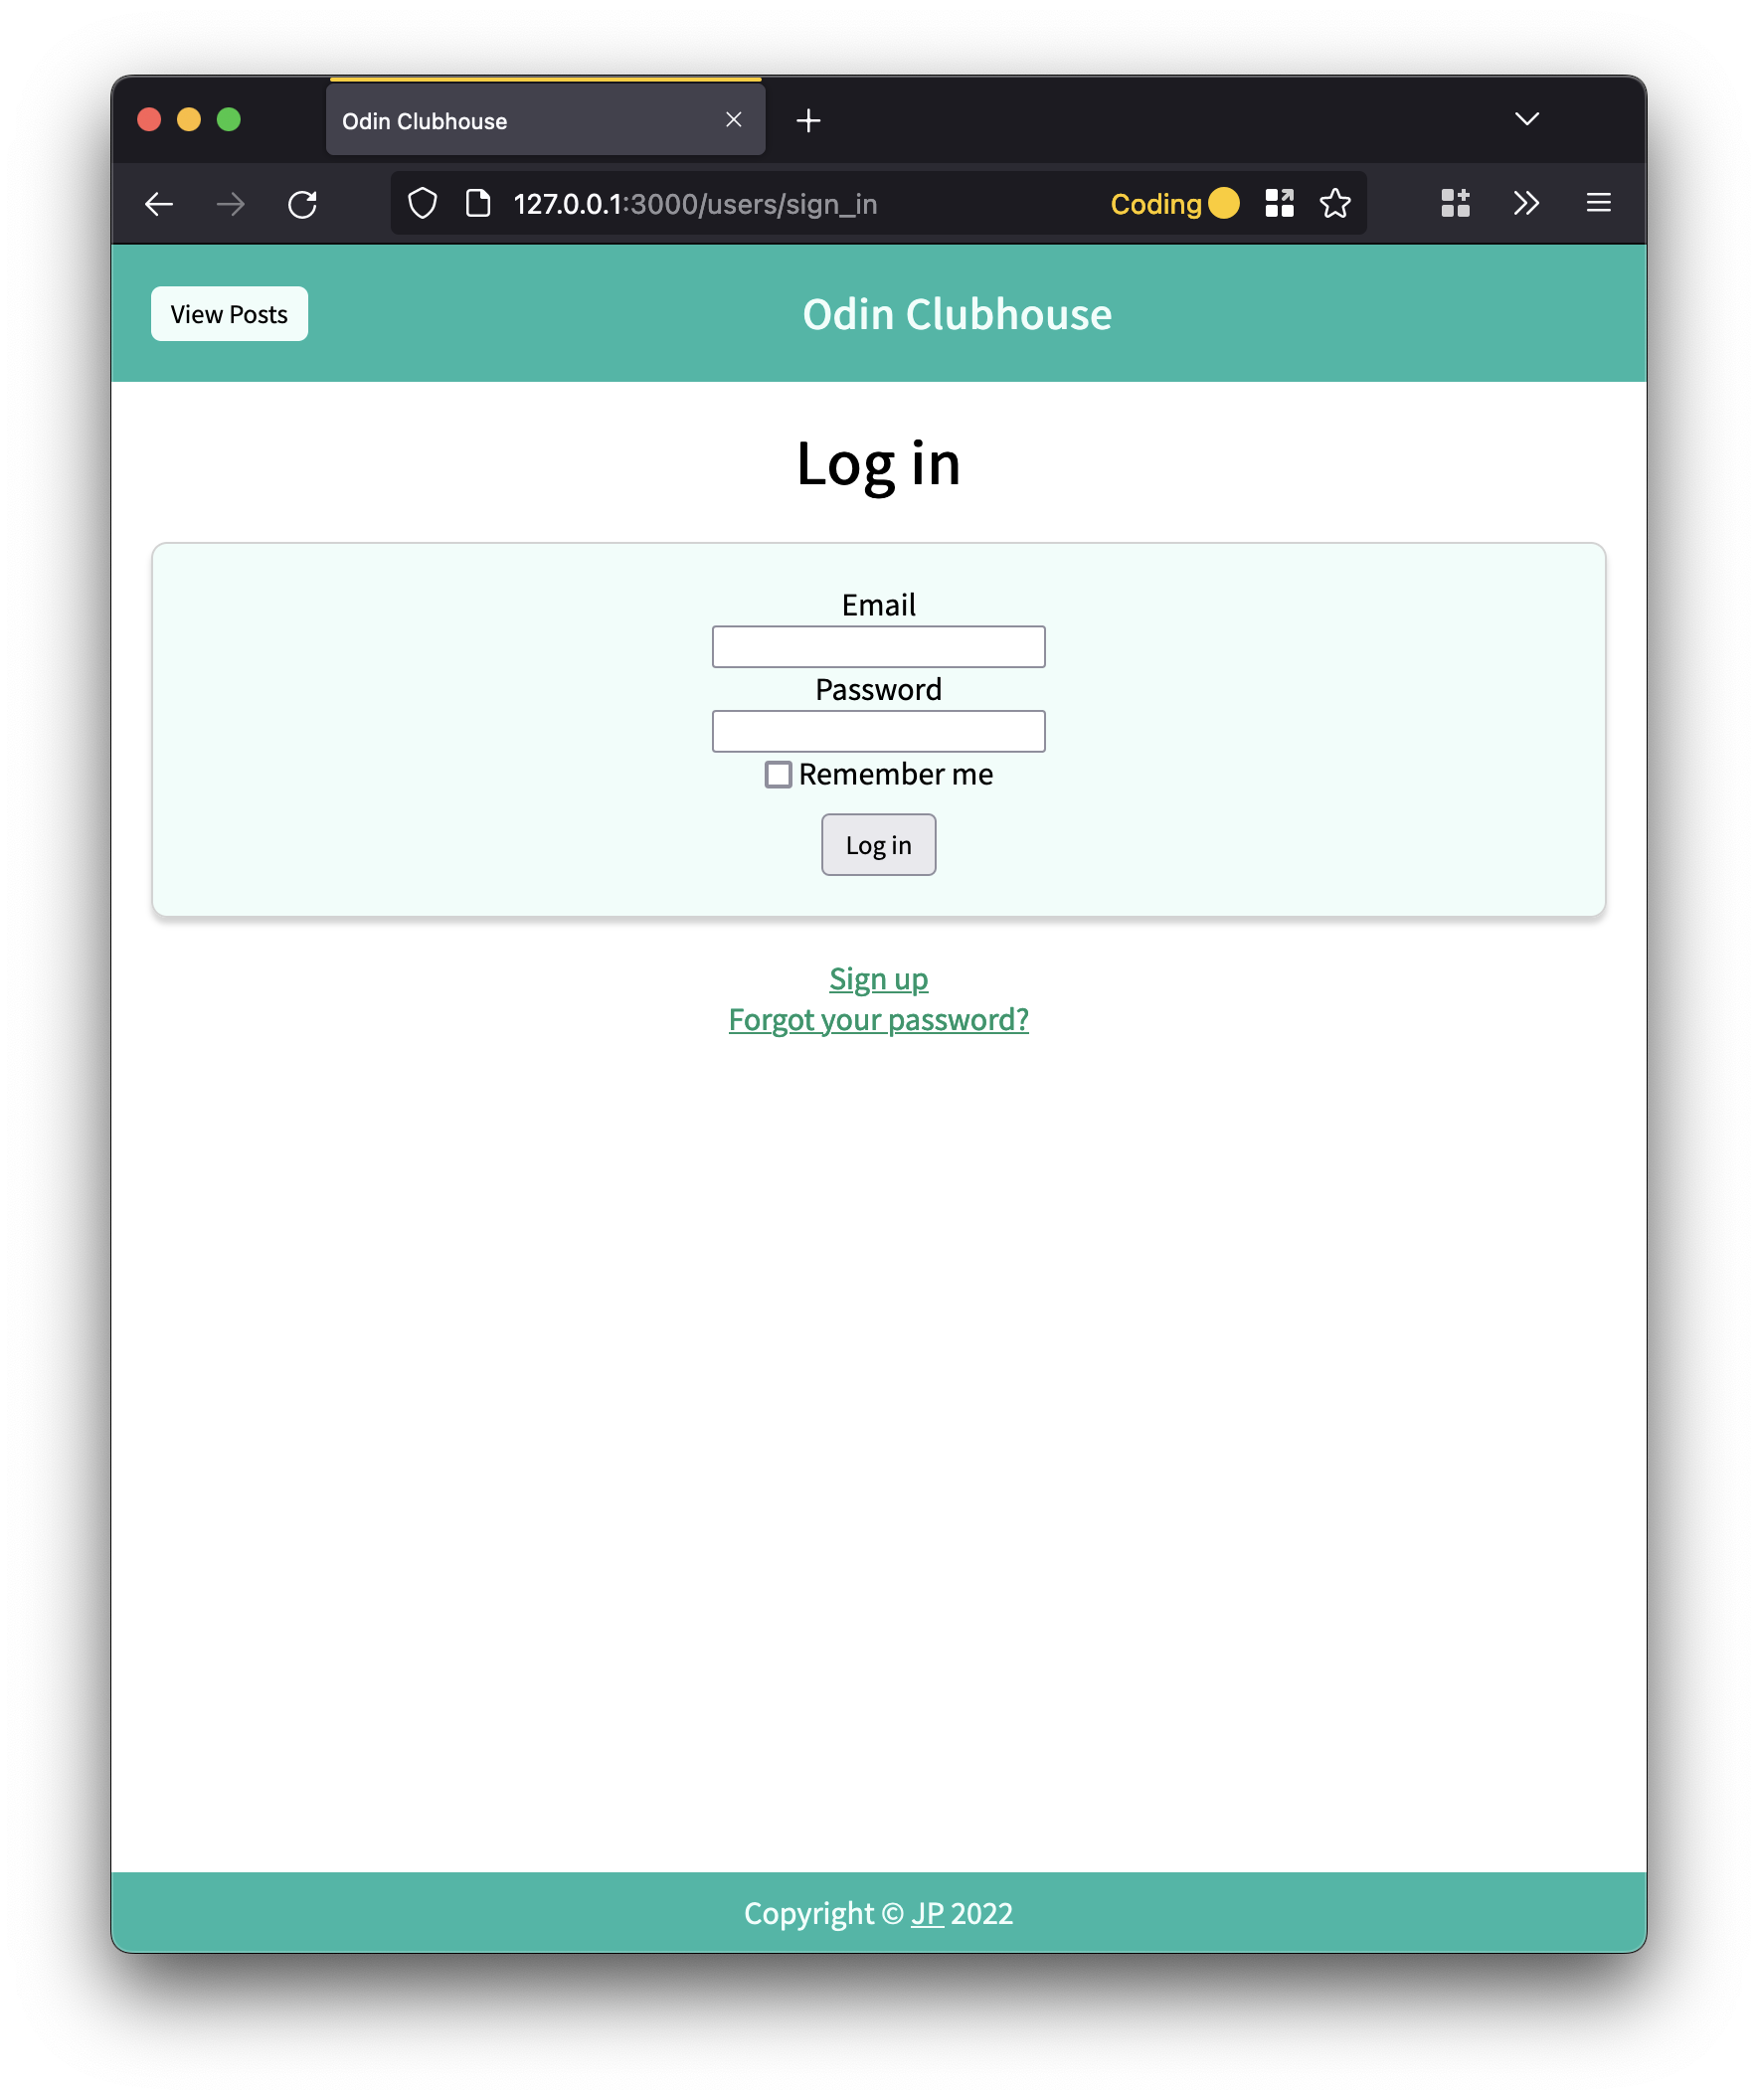 Odin Clubhouse
127.0.0.1:3000/users/sign_in Coding
View Posts Odin Clubhouse
Log in
Email
Password
Remember me
Log in
Sign up
Forgot your password?
Copyright © JP 2022